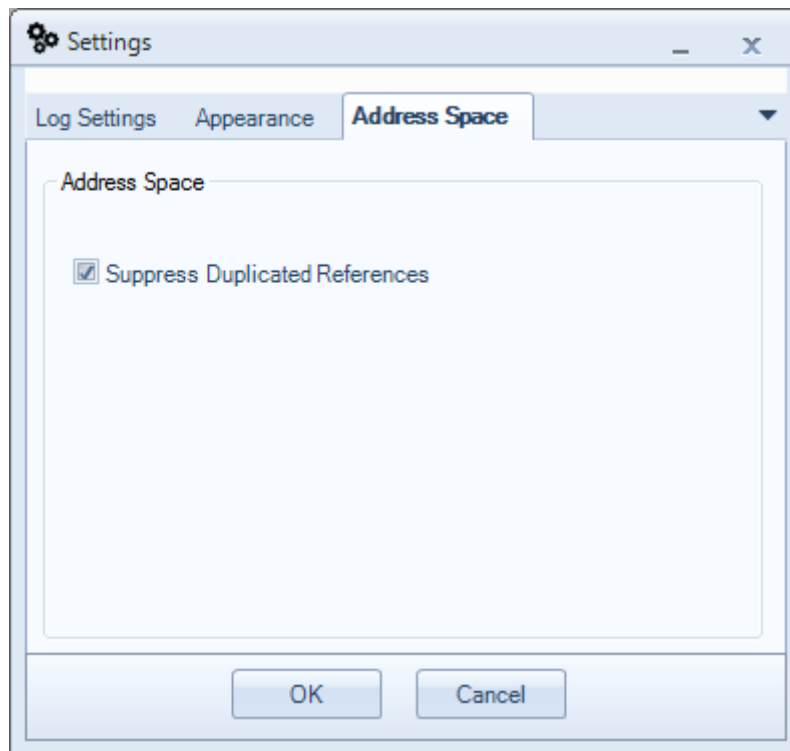 Settings
Log Settings Appearance Address Space
Address Space
Suppress Duplicated References
OK Cancel